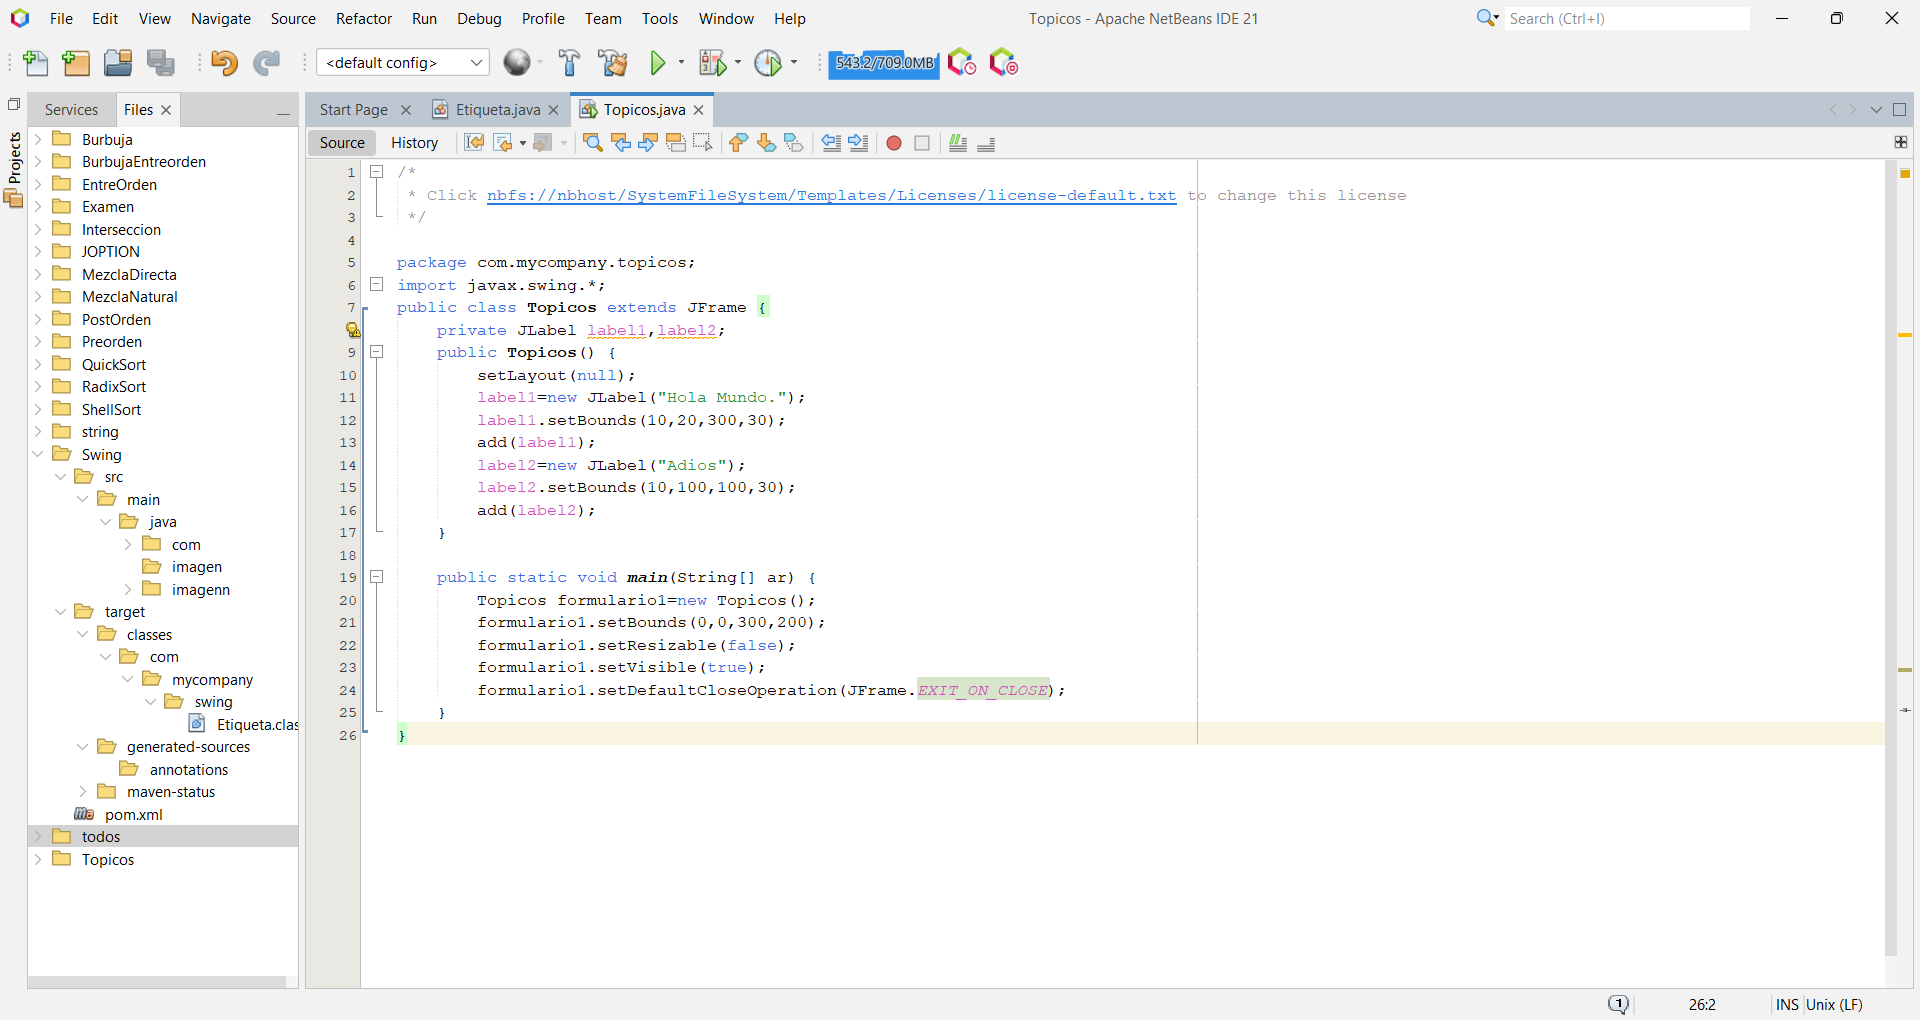 File Edit View Navigate Source Refactor Run Debug Profile Team Tools Window Help
Topicos - Apache NetBeans IDE 21
Search (Ctrl+I)
<default config>
543.2/709.0MB
Projects
Services Files
Burbuja
BurbujaEntreorden
EntreOrden
Examen
Interseccion
JOPTION
MezclaDirecta
MezclaNatural
PostOrden
Preorden
QuickSort
RadixSort
ShellSort
string
Swing
src
main
java
com
imagen
imagenn
target
classes
com
mycompany
swing
Etiqueta.clas
generated-sources
annotations
maven-status
pom.xml
todos
Topicos
Start Page Etiqueta.java Topicos.java
Source History
1 /*
2 * Click nbfs://nbhost/SystemFileSystem/Templates/Licenses/license-default.txt to change this license
3 */
4
5 package com.mycompany.topicos;
6 import javax.swing.*;
7 public class Topicos extends JFrame {
private JLabel label1,label2;
9 public Topicos() {
10 setLayout(null);
11 label1=new JLabel("Hola Mundo.");
12 label1.setBounds(10,20,300,30);
13 add(label1);
14 label2=new JLabel("Adios");
15 label2.setBounds(10,100,100,30);
16 add(label2);
17 }
18
19 public static void main(String[] ar) {
20 Topicos formulario1=new Topicos();
21 formulario1.setBounds(0,0,300,200);
22 formulario1.setResizable(false);
23 formulario1.setVisible(true);
24 formulario1.setDefaultCloseOperation(JFrame.EXIT_ON_CLOSE);
25 }
26 }
1 26:2 INS Unix (LF)